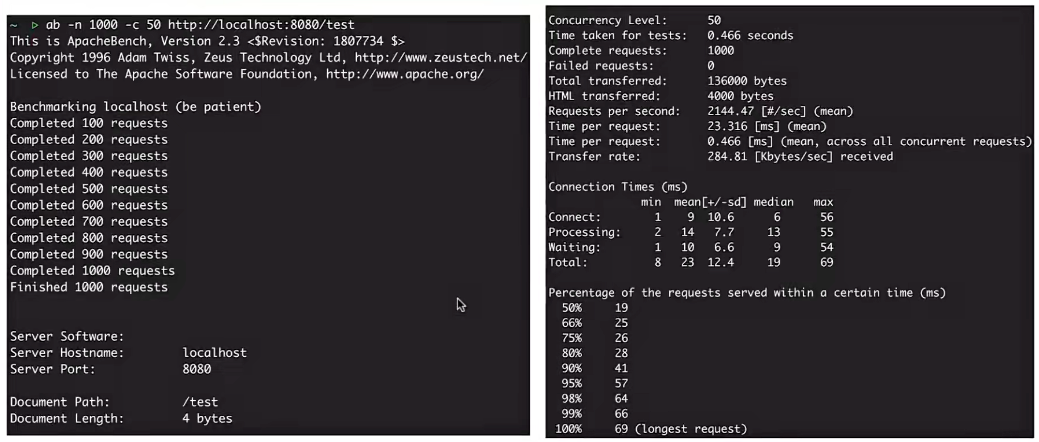 ~ ▷ ab -n 1000 -c 50 http://localhost:8080/test
This is ApacheBench, Version 2.3 <$Revision: 1807734 $>
Copyright 1996 Adam Twiss, Zeus Technology Ltd, http://www.zeustech.net/
Licensed to The Apache Software Foundation, http://www.apache.org/

Benchmarking localhost (be patient)
Completed 100 requests
Completed 200 requests
Completed 300 requests
Completed 400 requests
Completed 500 requests
Completed 600 requests
Completed 700 requests
Completed 800 requests
Completed 900 requests
Completed 1000 requests
Finished 1000 requests

Server Software:
Server Hostname:        localhost
Server Port:            8080

Document Path:          /test
Document Length:        4 bytes

Concurrency Level:      50
Time taken for tests:   0.466 seconds
Complete requests:      1000
Failed requests:        0
Total transferred:      136000 bytes
HTML transferred:       4000 bytes
Requests per second:    2144.47 [#/sec] (mean)
Time per request:       23.316 [ms] (mean)
Time per request:       0.466 [ms] (mean, across all concurrent requests)
Transfer rate:          284.81 [Kbytes/sec] received

Connection Times (ms)
              min  mean[+/-sd] median   max
Connect:        1    9  10.6      6      56
Processing:     2   14   7.7     13      55
Waiting:        1   10   6.6      9      54
Total:          8   23  12.4     19      69

Percentage of the requests served within a certain time (ms)
  50%     19
  66%     25
  75%     26
  80%     28
  90%     41
  95%     57
  98%     64
  99%     66
 100%     69 (longest request)